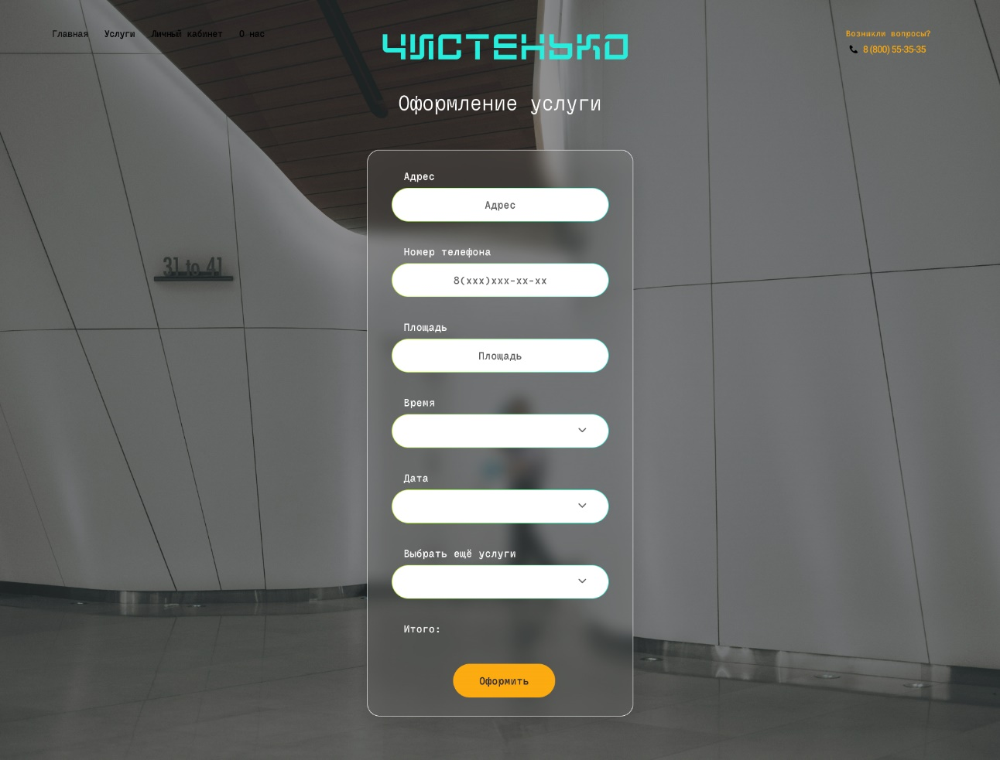 Главная Услуги Личный кабинет О нас
ЧИСТЕНЬКО
Возникли вопросы?
8 (800) 55-35-35
Оформление услуги
31 to 41
Адрес
Адрес
Номер телефона
8(xxx)xxx-xx-xx
Площадь
Площадь
Время
Дата
Выбрать ещё услуги
Итого:
Оформить